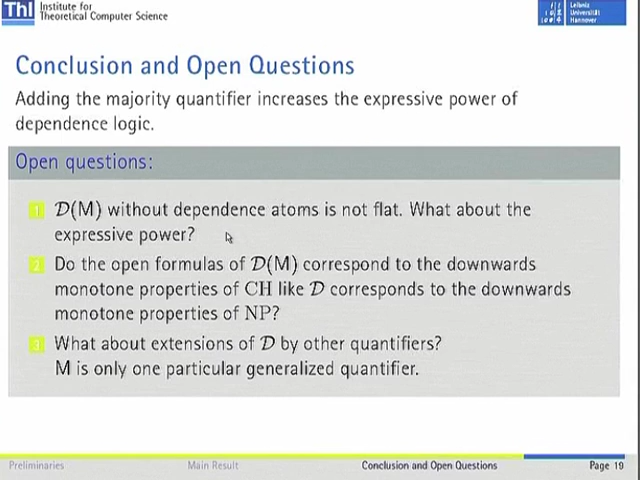 ThI Institute for
Theoretical Computer Science
Leibniz
Universität
Hannover
Conclusion and Open Questions
Adding the majority quantifier increases the expressive power of
dependence logic.
Open questions:
1 𝒟(M) without dependence atoms is not flat. What about the
expressive power?
2 Do the open formulas of 𝒟(M) correspond to the downwards
monotone properties of CH like 𝒟 corresponds to the downwards
monotone properties of NP?
3 What about extensions of 𝒟 by other quantifiers?
M is only one particular generalized quantifier.
Preliminaries Main Result Conclusion and Open Questions Page 19